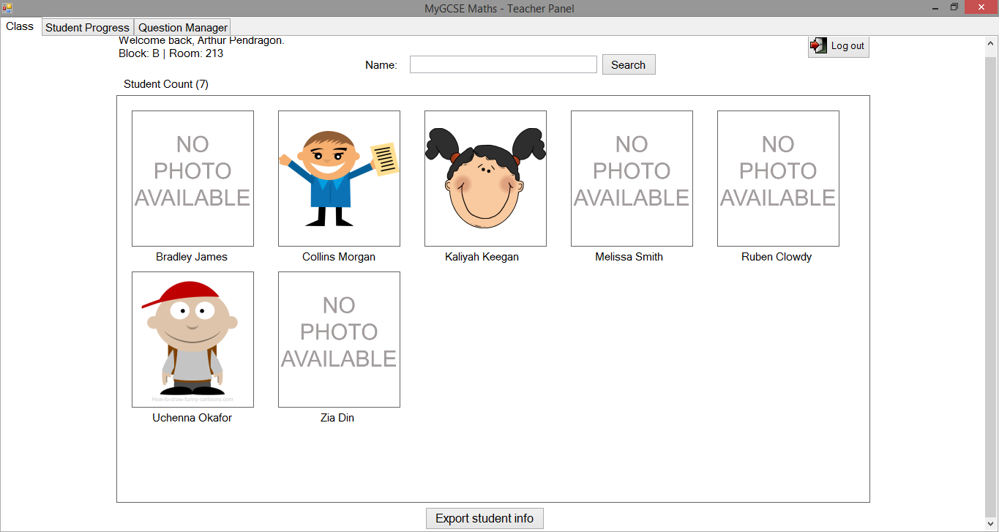 MyGCSE Maths - Teacher Panel
Class Student Progress Question Manager
Welcome back, Arthur Pendragon.
Block: B | Room: 213
Log out
Name: Search
Student Count (7)
NO
PHOTO
AVAILABLE
NO
PHOTO
AVAILABLE
NO
PHOTO
AVAILABLE
Bradley James Collins Morgan Kaliyah Keegan Melissa Smith Ruben Clowdy
NO
PHOTO
AVAILABLE
How-to-draw-funny-cartoons.com
Uchenna Okafor Zia Din
Export student info